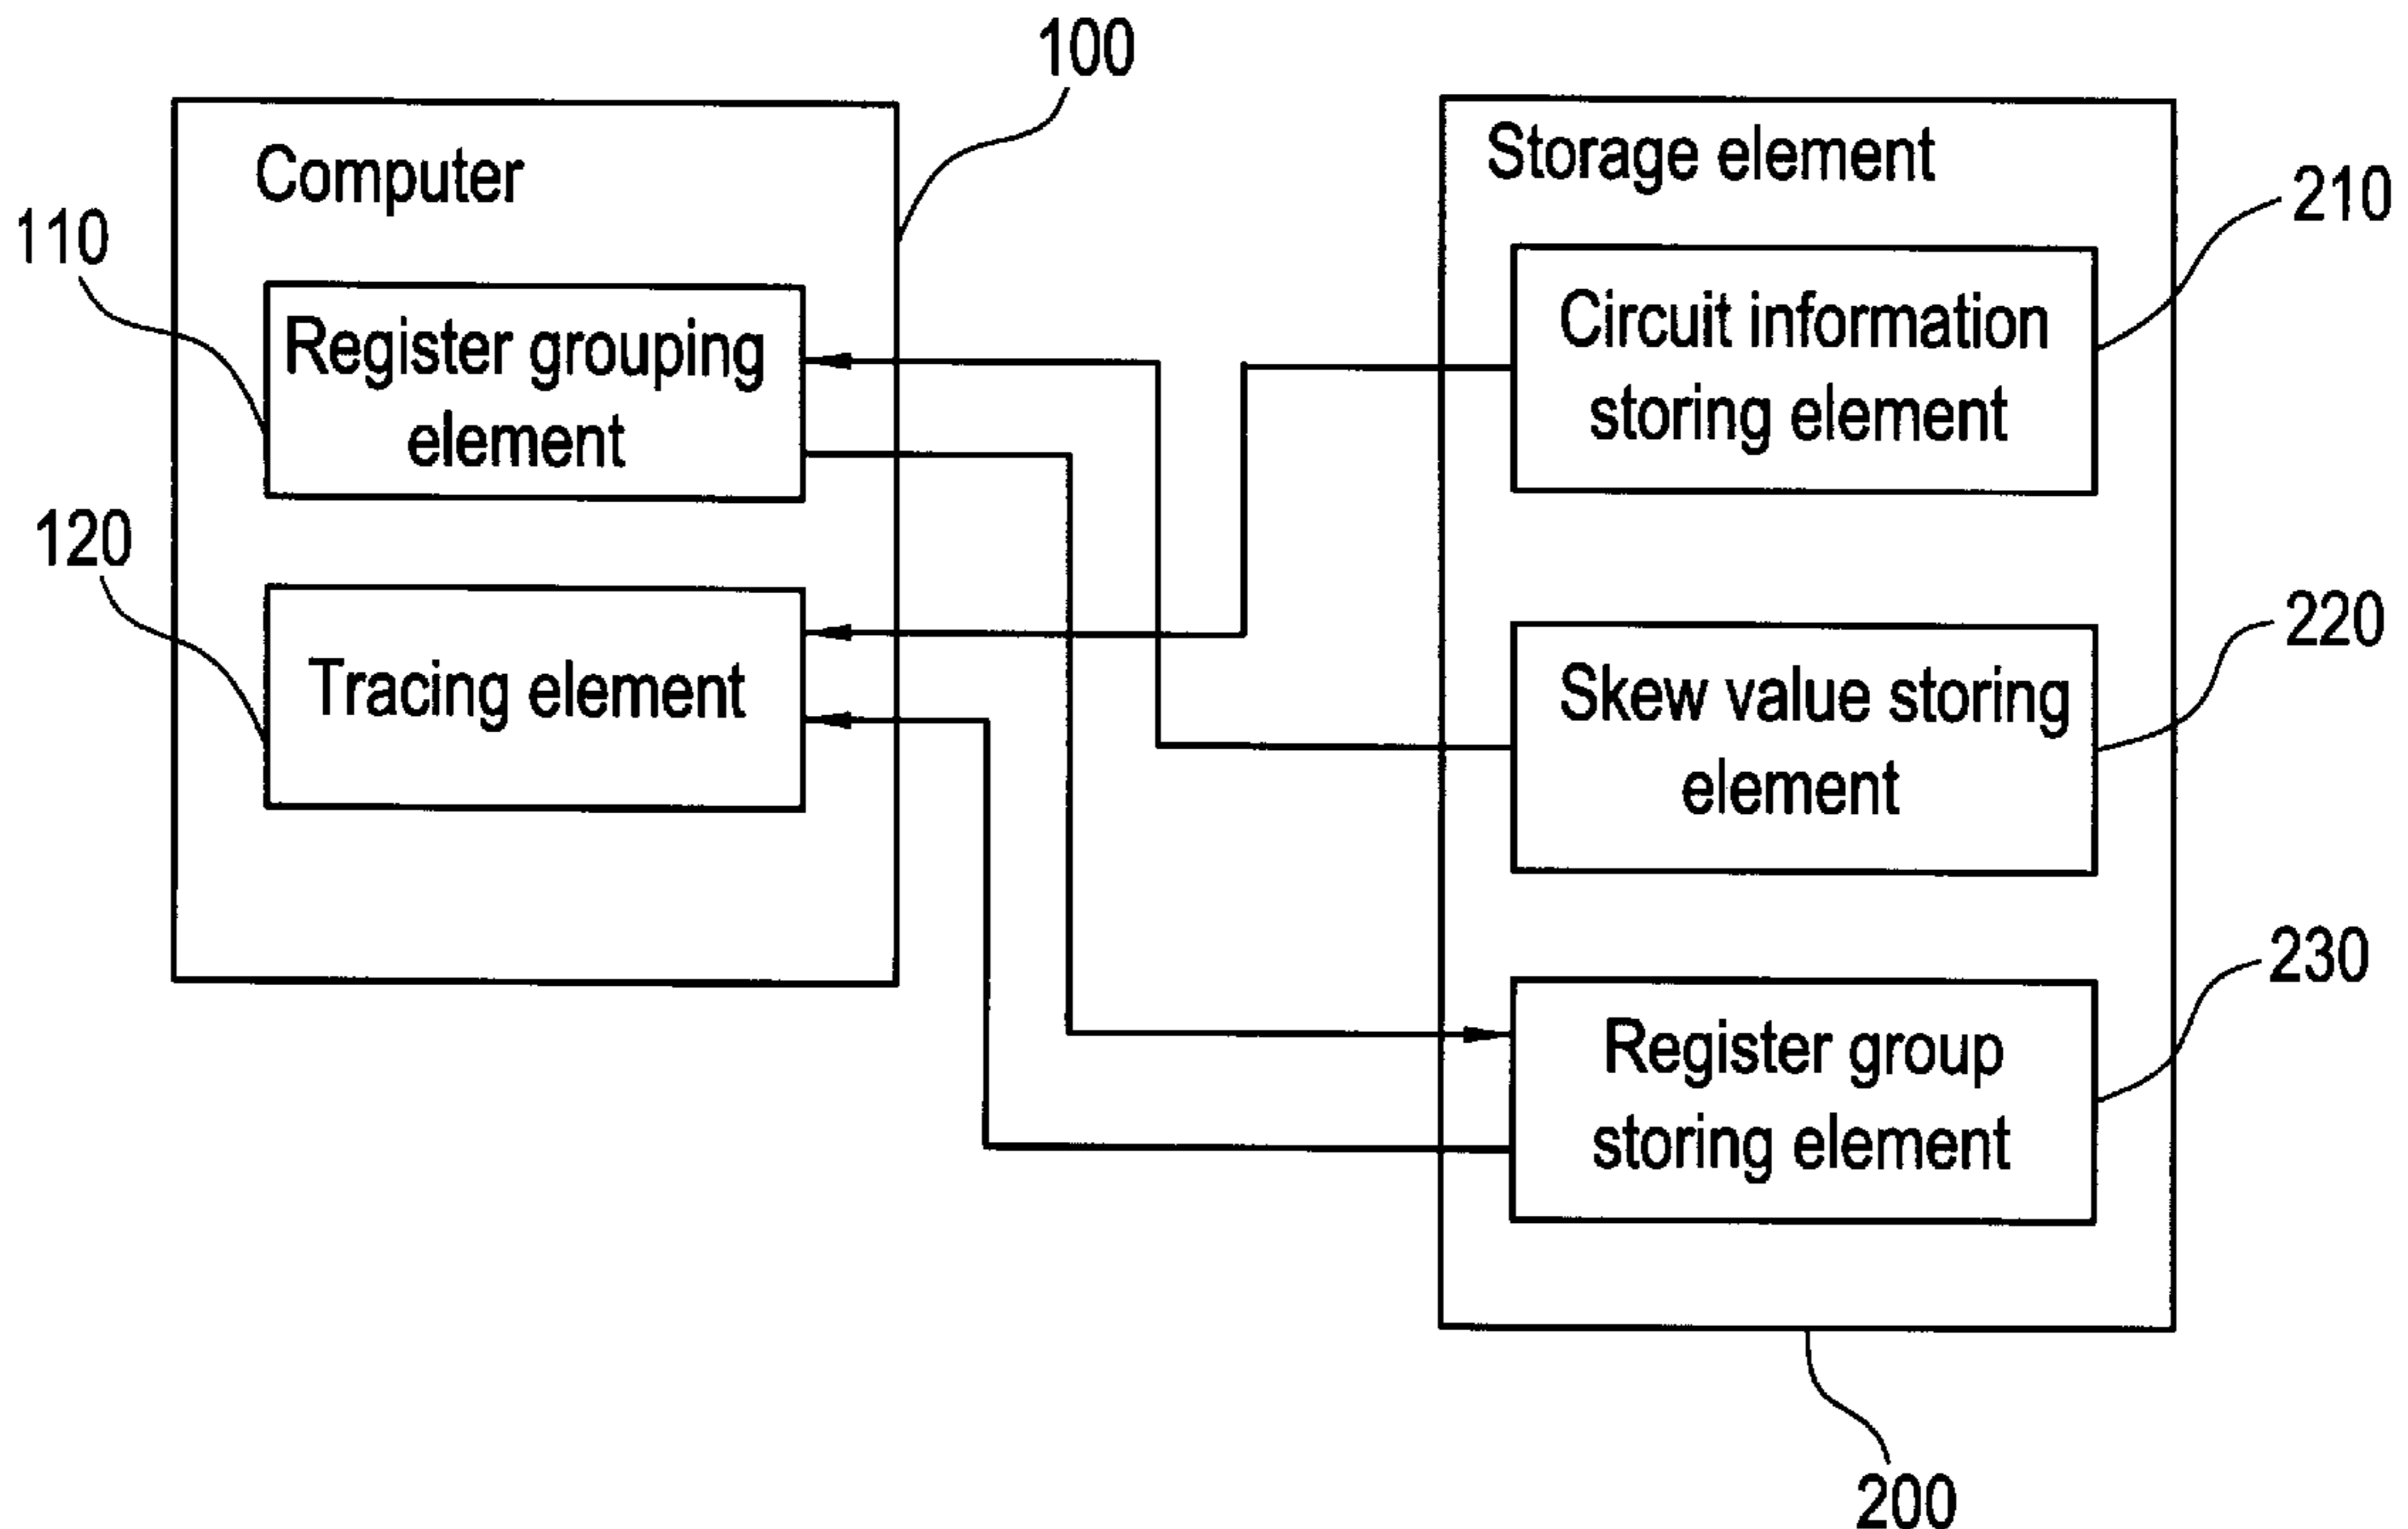 100
Computer
110
Register grouping
element
120
Tracing element
Storage element
210
Circuit information
storing element
220
Skew value storing
element
230
Register group
storing element
200